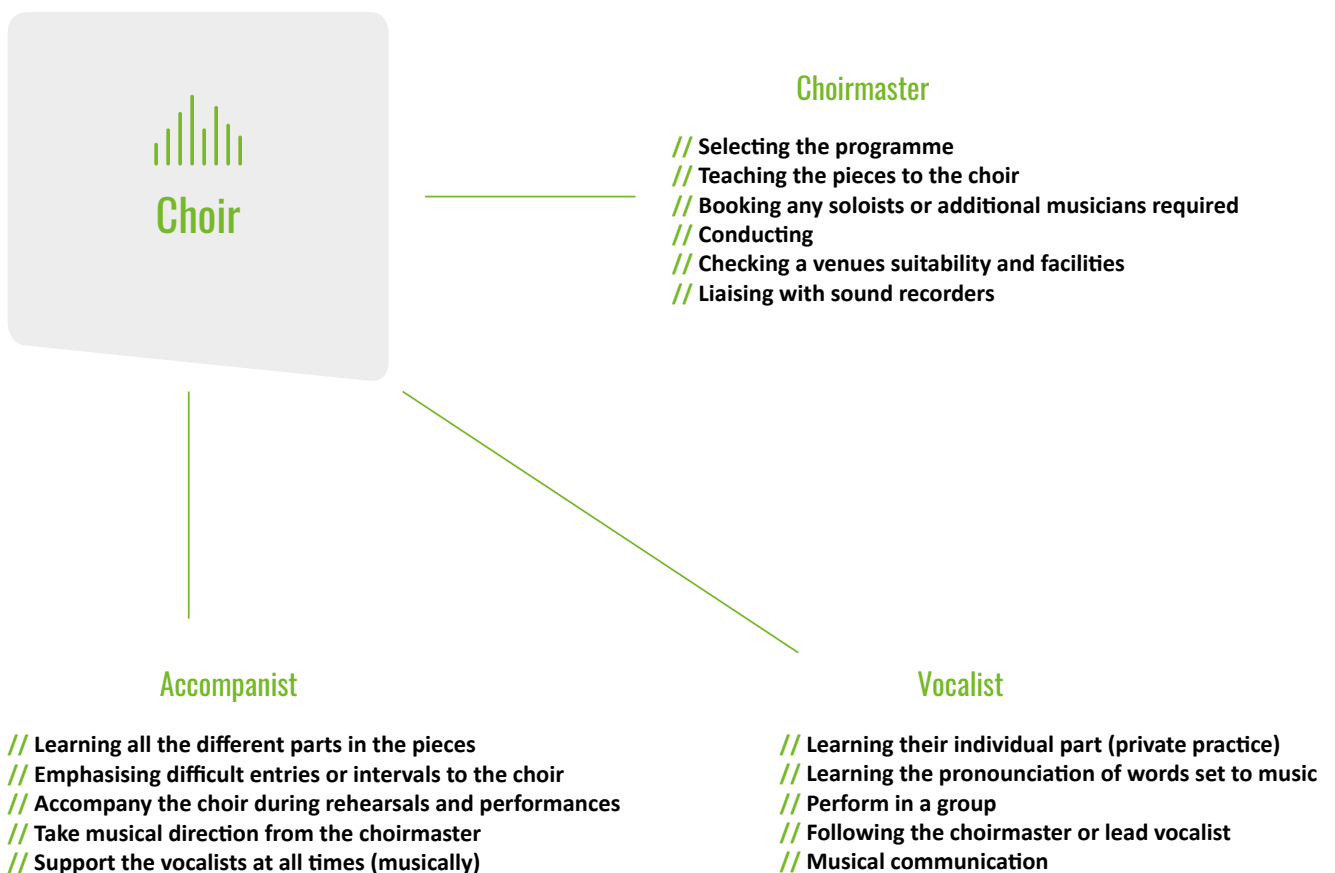 Choir
Choirmaster
// Selecting the programme
// Teaching the pieces to the choir
// Booking any soloists or additional musicians required
// Conducting
// Checking a venues suitability and facilities
// Liaising with sound recorders
Accompanist
// Learning all the different parts in the pieces
// Emphasising difficult entries or intervals to the choir
// Accompany the choir during rehearsals and performances
// Take musical direction from the choirmaster
// Support the vocalists at all times (musically)
Vocalist
// Learning their individual part (private practice)
// Learning the pronounciation of words set to music
// Perform in a group
// Following the choirmaster or lead vocalist
// Musical communication